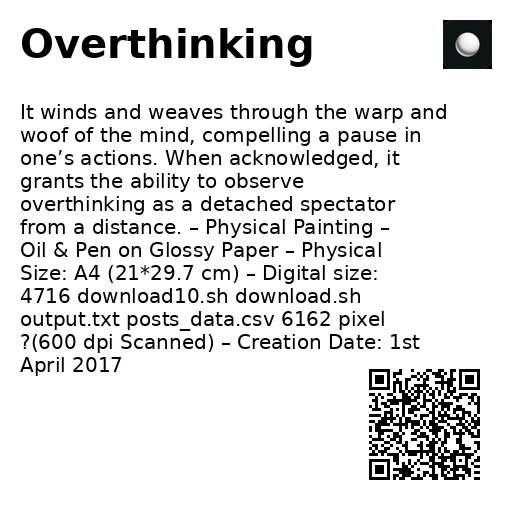 Overthinking
It winds and weaves through the warp and
woof of the mind, compelling a pause in
one’s actions. When acknowledged, it
grants the ability to observe
overthinking as a detached spectator
from a distance. – Physical Painting –
Oil & Pen on Glossy Paper – Physical
Size: A4 (21*29.7 cm) – Digital size:
4716 download10.sh download.sh
output.txt posts_data.csv 6162 pixel
?(600 dpi Scanned) – Creation Date: 1st
April 2017